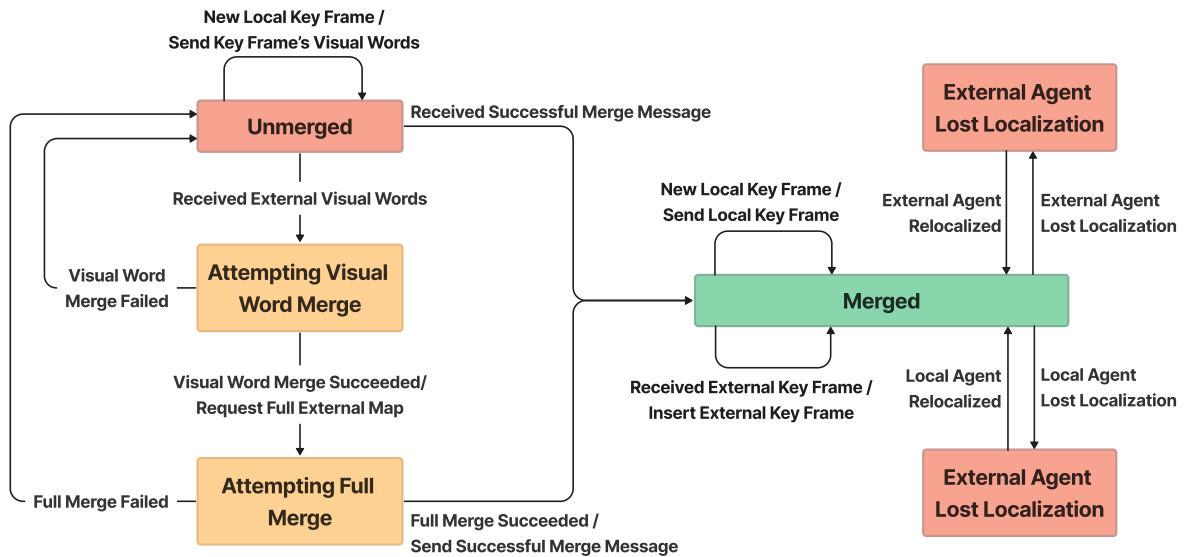 New Local Key Frame /
Send Key Frame's Visual Words
Unmerged
Received Successful Merge Message
Received External Visual Words
Attempting Visual
Word Merge
Visual Word
Merge Failed
Visual Word Merge Succeeded/
Request Full External Map
Attempting Full
Merge
Full Merge Failed
Full Merge Succeeded /
Send Successful Merge Message
New Local Key Frame /
Send Local Key Frame
Merged
Received External Key Frame /
Insert External Key Frame
External Agent
Lost Localization
External Agent
Relocalized
External Agent
Lost Localization
Local Agent
Relocalized
Local Agent
Lost Localization
External Agent
Lost Localization